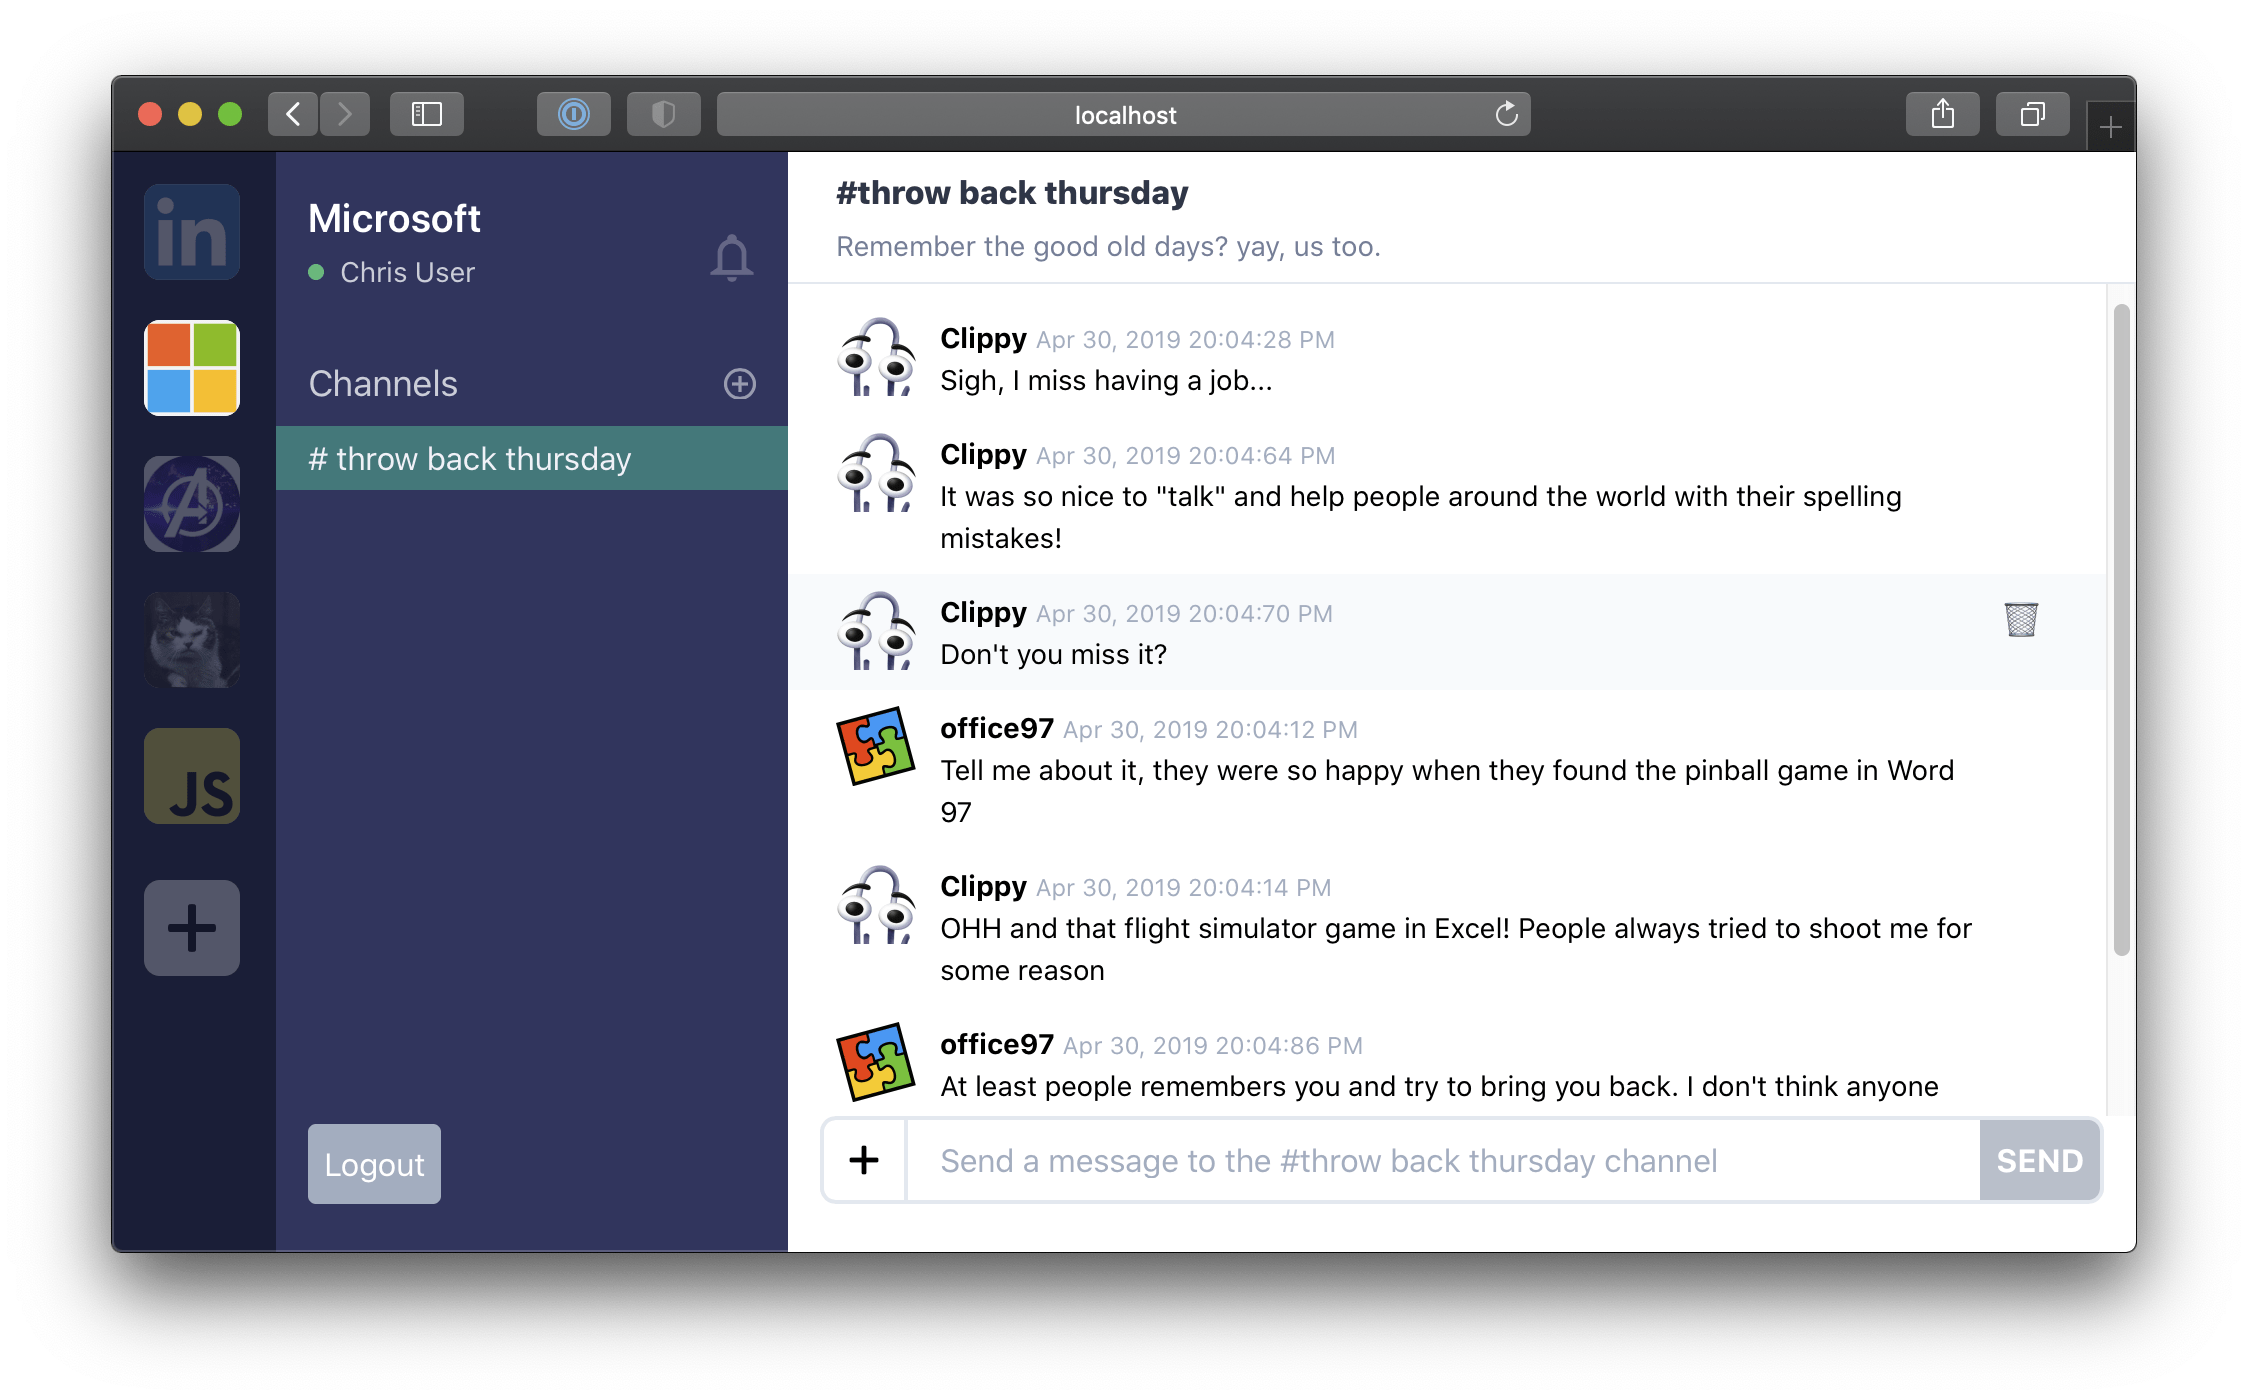 localhost
in
JS
Microsoft
Chris User
Channels
# throw back thursday
Logout
#throw back thursday
Remember the good old days? yay, us too.
Clippy Apr 30, 2019 20:04:28 PM
Sigh, I miss having a job...
Clippy Apr 30, 2019 20:04:64 PM
It was so nice to "talk" and help people around the world with their spelling
mistakes!
Clippy Apr 30, 2019 20:04:70 PM
Don't you miss it?
office97 Apr 30, 2019 20:04:12 PM
Tell me about it, they were so happy when they found the pinball game in Word
97
Clippy Apr 30, 2019 20:04:14 PM
OHH and that flight simulator game in Excel! People always tried to shoot me for
some reason
office97 Apr 30, 2019 20:04:86 PM
At least people remembers you and try to bring you back. I don't think anyone
Send a message to the #throw back thursday channel
SEND